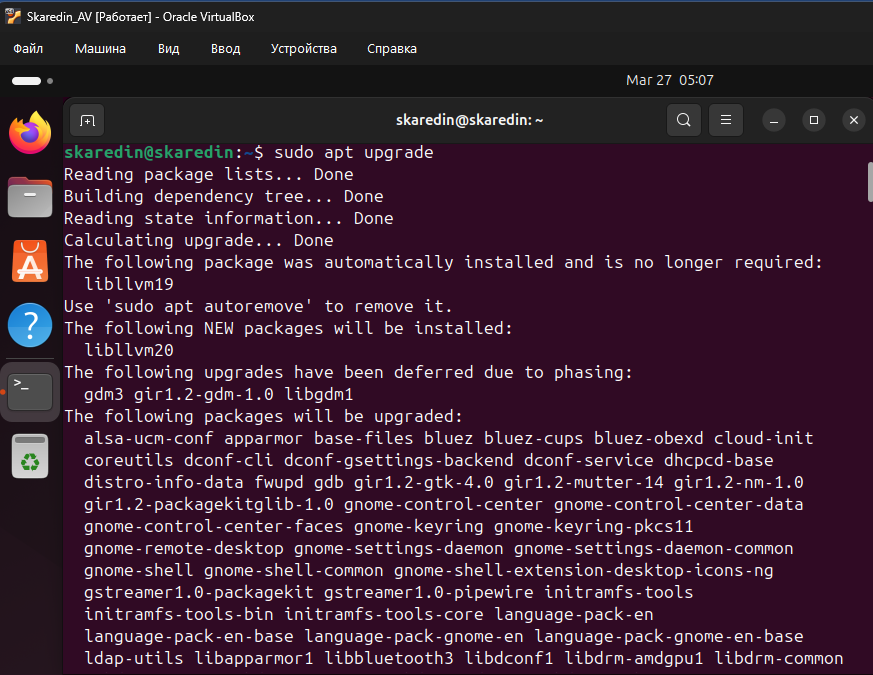 Skaredin_AV [Работает] - Oracle VirtualBox
Файл Машина Вид Ввод Устройства Справка
Mar 27 05:07
skaredin@skaredin: ~
skaredin@skaredin:~$ sudo apt upgrade
Reading package lists... Done
Building dependency tree... Done
Reading state information... Done
Calculating upgrade... Done
The following package was automatically installed and is no longer required:
libllvm19
Use 'sudo apt autoremove' to remove it.
The following NEW packages will be installed:
libllvm20
The following upgrades have been deferred due to phasing:
gdm3 gir1.2-gdm-1.0 libgdm1
The following packages will be upgraded:
alsa-ucm-conf apparmor base-files bluez bluez-cups bluez-obexd cloud-init
coreutils dconf-cli dconf-gsettings-backend dconf-service dhcpcd-base
distro-info-data fwupd gdb gir1.2-gtk-4.0 gir1.2-mutter-14 gir1.2-nm-1.0
gir1.2-packagekitglib-1.0 gnome-control-center gnome-control-center-data
gnome-control-center-faces gnome-keyring gnome-keyring-pkcs11
gnome-remote-desktop gnome-settings-daemon gnome-settings-daemon-common
gnome-shell gnome-shell-common gnome-shell-extension-desktop-icons-ng
gstreamer1.0-packagekit gstreamer1.0-pipewire initramfs-tools
initramfs-tools-bin initramfs-tools-core language-pack-en
language-pack-en-base language-pack-gnome-en language-pack-gnome-en-base
ldap-utils libapparmor1 libbluetooth3 libdconf1 libdrm-amdgpu1 libdrm-common